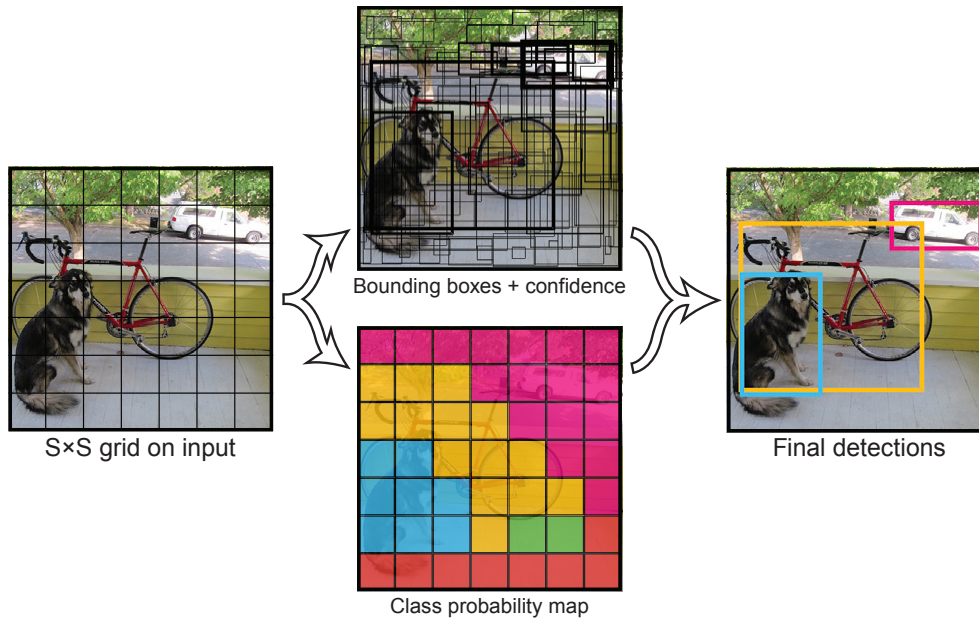 Bounding boxes + confidence
S×S grid on input
Final detections
Class probability map